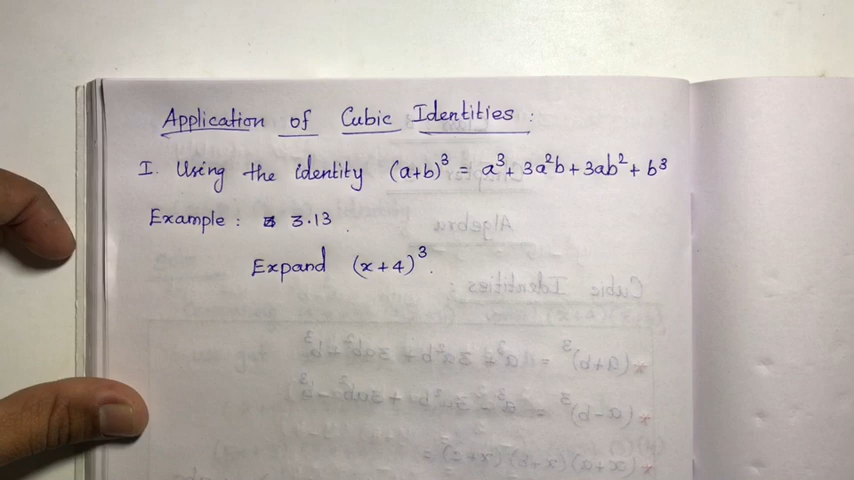 Application of Cubic Identities :
I. Using the identity (a+b)³ = a³ + 3a²b + 3ab² + b³
Example : 3.13
Expand (x+4)³.